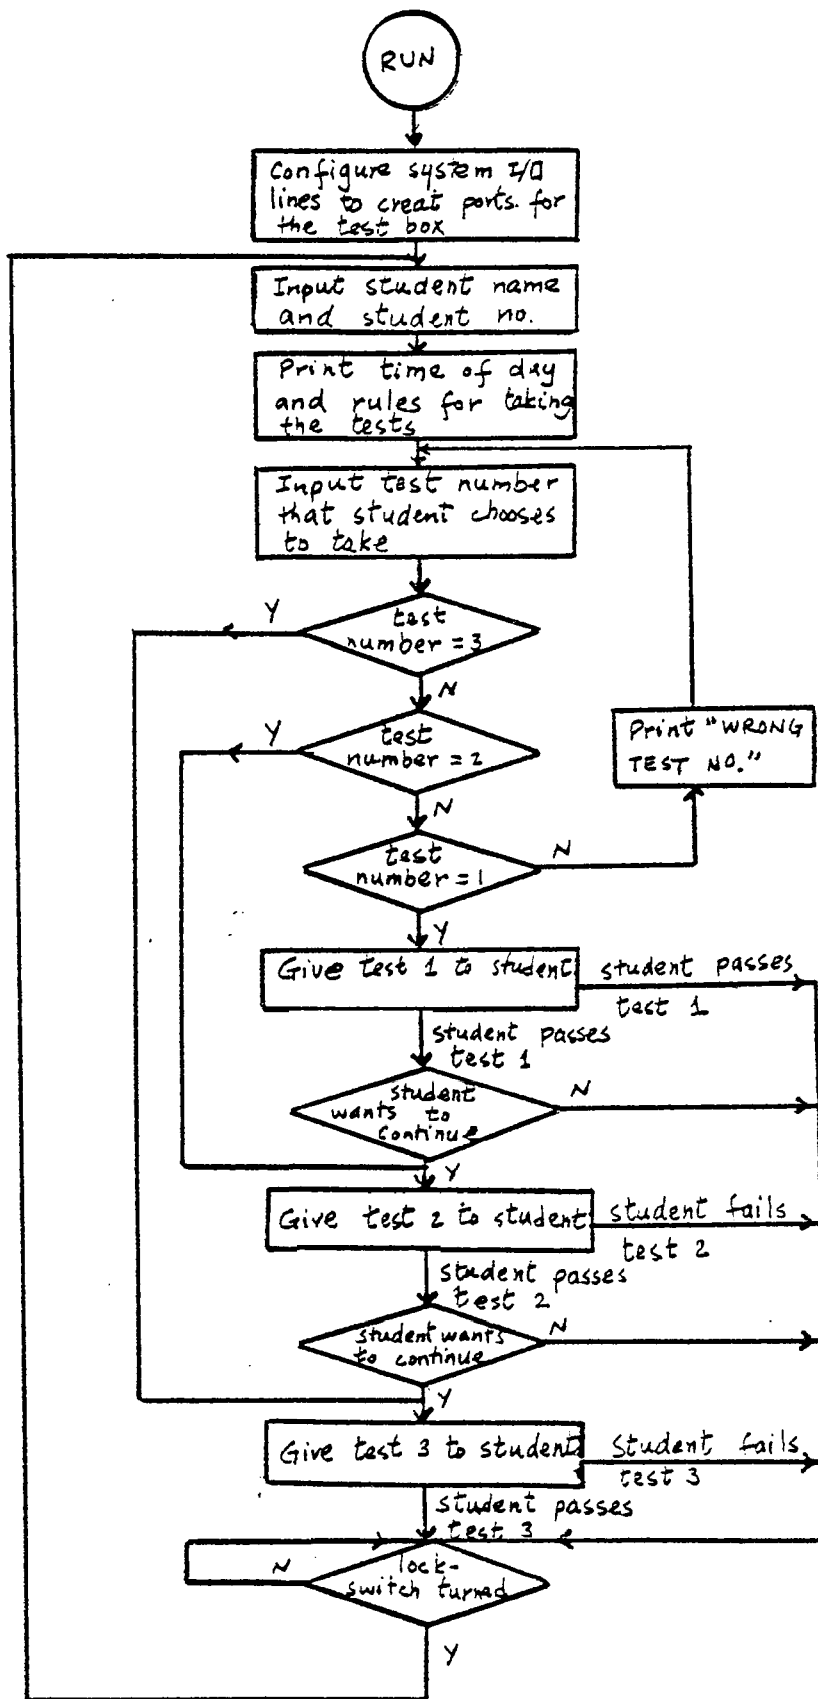 RUN
Configure system I/O
lines to creat ports. for
the test box
Input student name
and student no.
Print time of day
and rules for taking
the tests
Input test number
that student chooses
to take
Y
test
number = 3
N
Y
test
number = 2
Print "WRONG
TEST NO."
N
test
number = 1
N
Y
Give test 1 to student
student passes
test 1
student passes
test 1
student
wants to
continue
N
Y
Give test 2 to student
student fails
test 2
student passes
test 2
student wants
to continue
N
Y
Give test 3 to student
Student fails
test 3
student passes
test 3
N
lock-
switch turned
Y